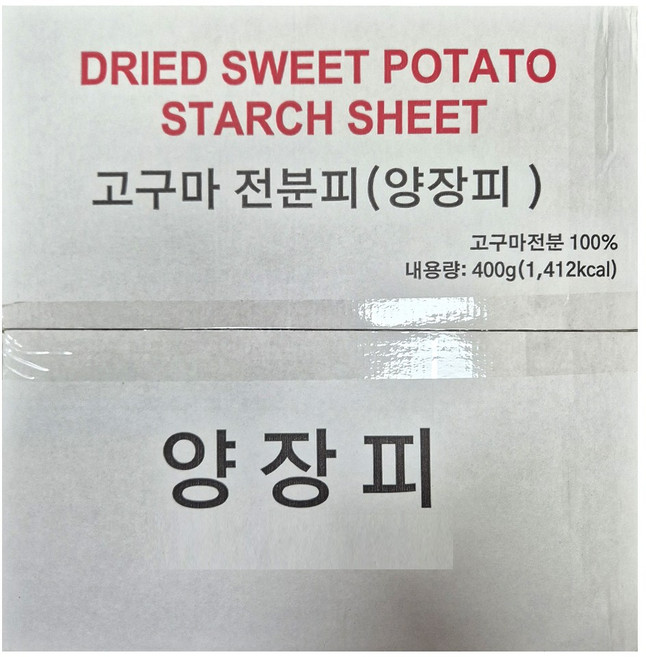 DRIED SWEET POTATO
STARCH SHEET
고구마 전분피(양장피 )
고구마전분 100%
내용량: 400g(1,412kcal)
양장피